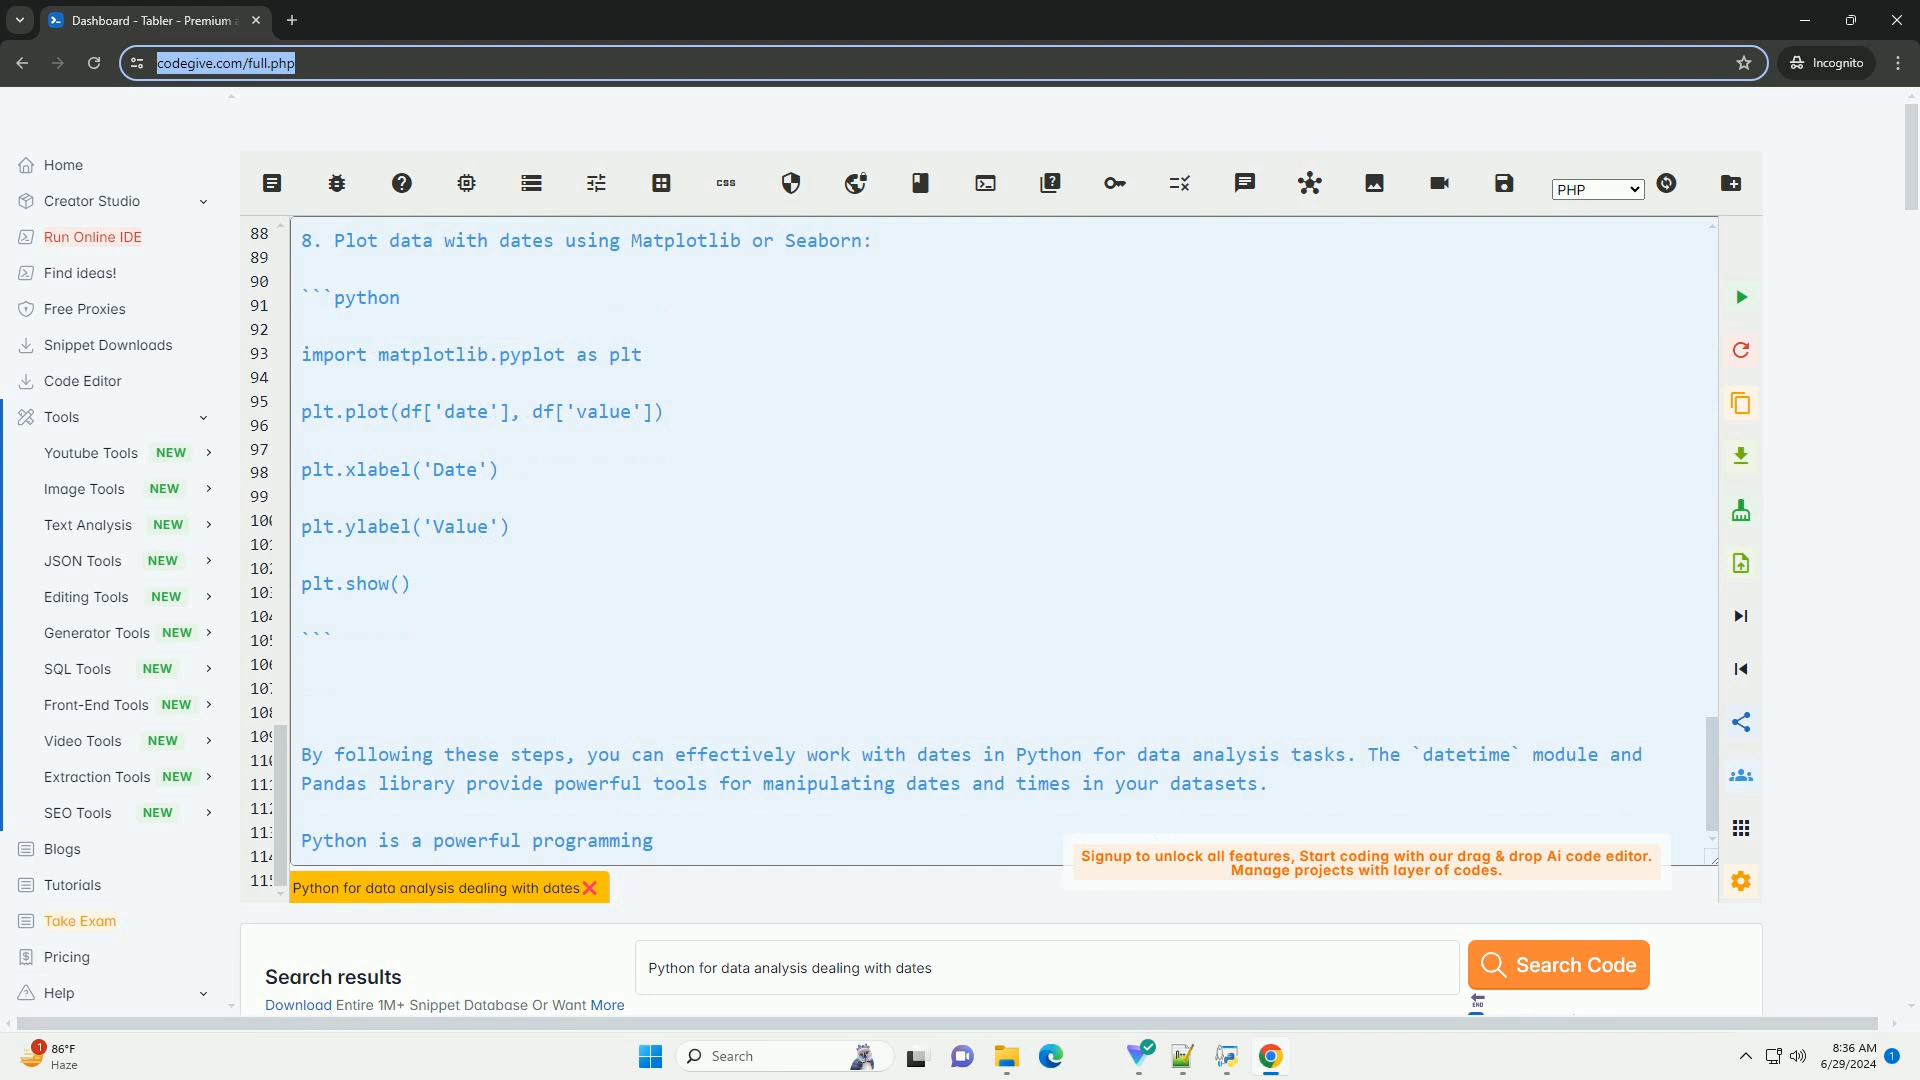 Dashboard - Tabler - Premium
codegive.com/full.php
Incognito
Home
Creator Studio
Run Online IDE
Find ideas!
Free Proxies
Snippet Downloads
Code Editor
Tools
Youtube Tools NEW
Image Tools NEW
Text Analysis NEW
JSON Tools NEW
Editing Tools NEW
Generator Tools NEW
SQL Tools NEW
Front-End Tools NEW
Video Tools NEW
Extraction Tools NEW
SEO Tools NEW
Blogs
Tutorials
Take Exam
Pricing
Help
css
PHP
88
89
90
91
92
93
94
95
96
97
98
99
8. Plot data with dates using Matplotlib or Seaborn:
```python
import matplotlib.pyplot as plt
plt.plot(df['date'], df['value'])
plt.xlabel('Date')
plt.ylabel('Value')
plt.show()
```
By following these steps, you can effectively work with dates in Python for data analysis tasks. The `datetime` module and
Pandas library provide powerful tools for manipulating dates and times in your datasets.
Python is a powerful programming
Signup to unlock all features, Start coding with our drag & drop Ai code editor.
Manage projects with layer of codes.
Python for data analysis dealing with dates
Search results
Download Entire 1M+ Snippet Database Or Want More
Python for data analysis dealing with dates
Search Code
END
1
86°F
Haze
Search
8:36 AM
6/29/2024
1